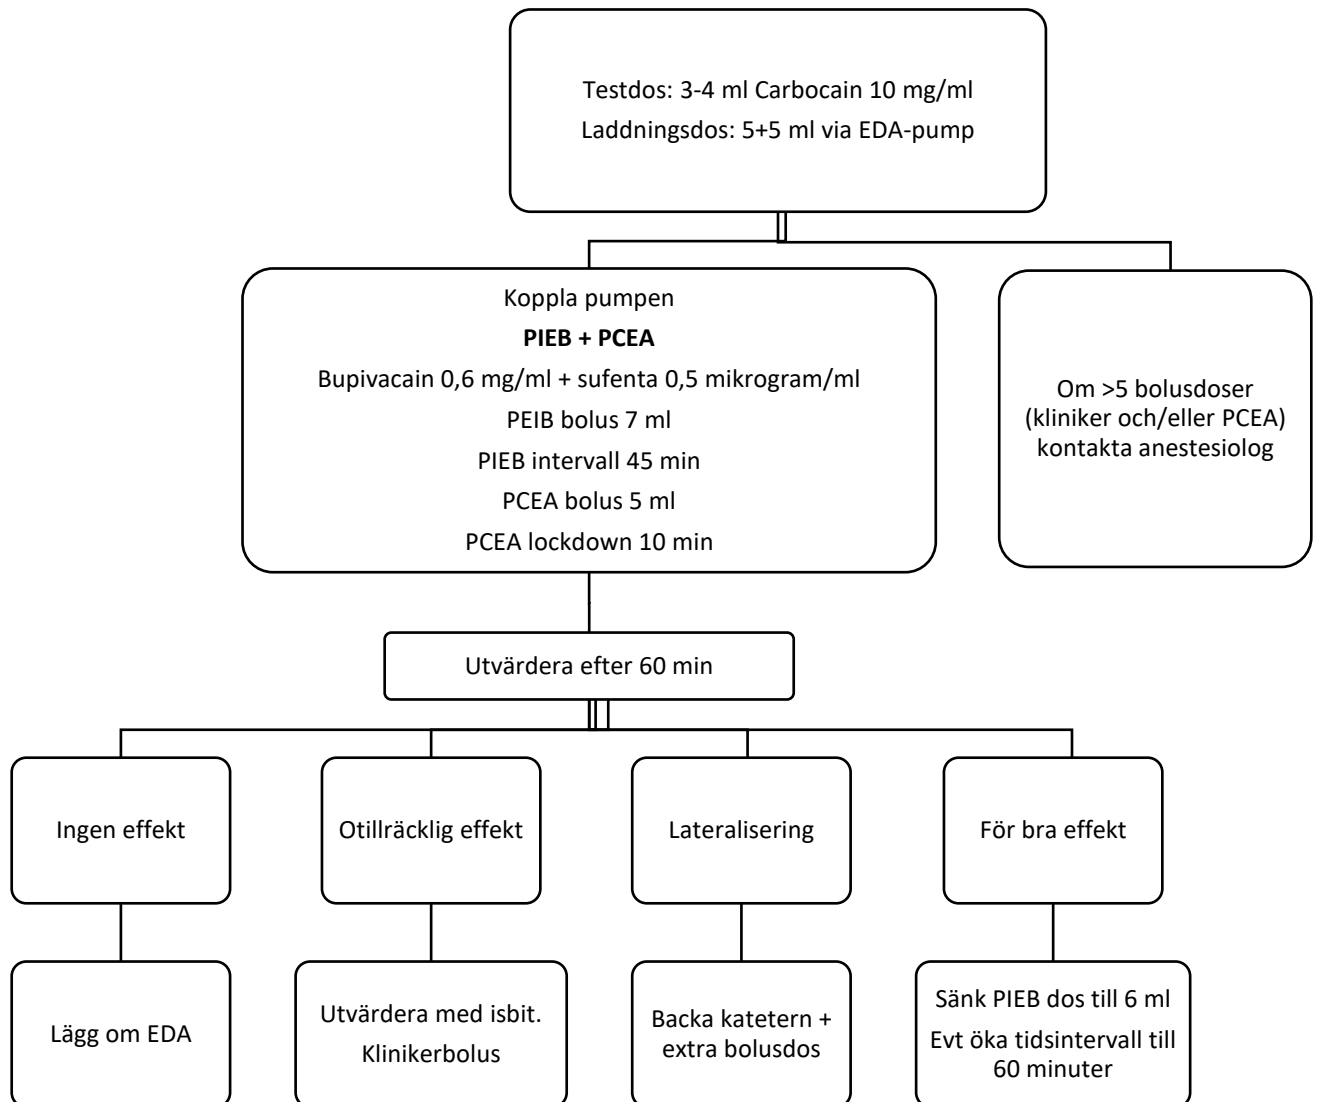 Testdos: 3-4 ml Carbocain 10 mg/ml
Laddningsdos: 5+5 ml via EDA-pump
Koppla pumpen
PIEB + PCEA
Bupivacain 0,6 mg/ml + sufenta 0,5 mikrogram/ml
PEIB bolus 7 ml
PIEB intervall 45 min
PCEA bolus 5 ml
PCEA lockdown 10 min
Om >5 bolusdoser
(kliniker och/eller PCEA)
kontakta anestesiolog
Utvärdera efter 60 min
Ingen effekt
Otillräcklig effekt
Lateralisering
För bra effekt
Lägg om EDA
Utvärdera med isbit.
Klinikerbolus
Backa katetern +
extra bolusdos
Sänk PIEB dos till 6 ml
Evt öka tidsintervall till
60 minuter